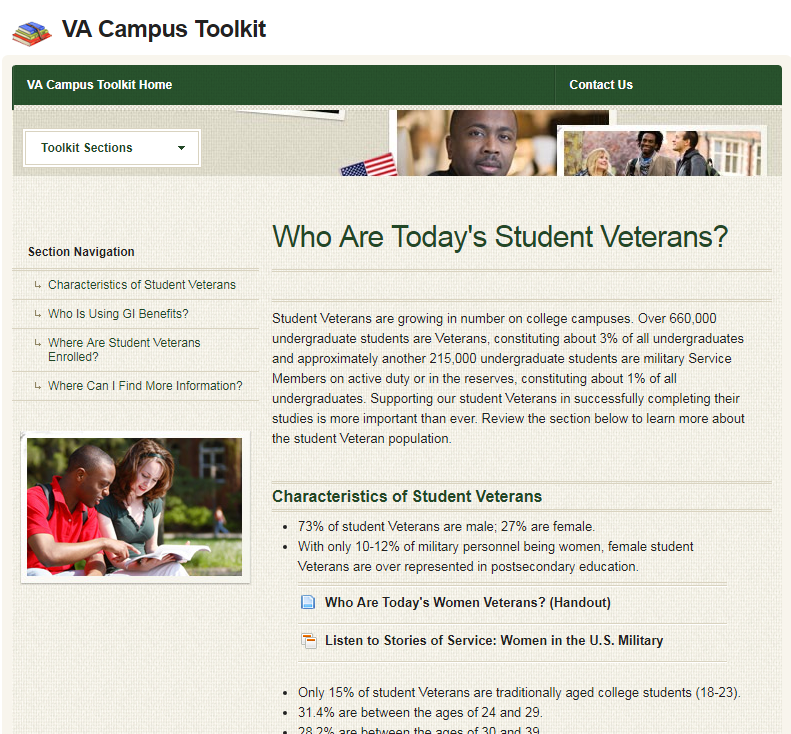 VA Campus Toolkit
VA Campus Toolkit Home
Contact Us
Toolkit Sections
Section Navigation
Characteristics of Student Veterans
Who Is Using GI Benefits?
Where Are Student Veterans
Enrolled?
Where Can I Find More Information?
Who Are Today's Student Veterans?
Student Veterans are growing in number on college campuses. Over 660,000
undergraduate students are Veterans, constituting about 3% of all undergraduates
and approximately another 215,000 undergraduate students are military Service
Members on active duty or in the reserves, constituting about 1% of all
undergraduates. Supporting our student Veterans in successfully completing their
studies is more important than ever. Review the section below to learn more about
the student Veteran population.
Characteristics of Student Veterans
73% of student Veterans are male; 27% are female.
With only 10-12% of military personnel being women, female student
Veterans are over represented in postsecondary education.
Who Are Today's Women Veterans? (Handout)
Listen to Stories of Service: Women in the U.S. Military
Only 15% of student Veterans are traditionally aged college students (18-23).
31.4% are between the ages of 24 and 29.
28.2% are between the ages of 30 and 39.